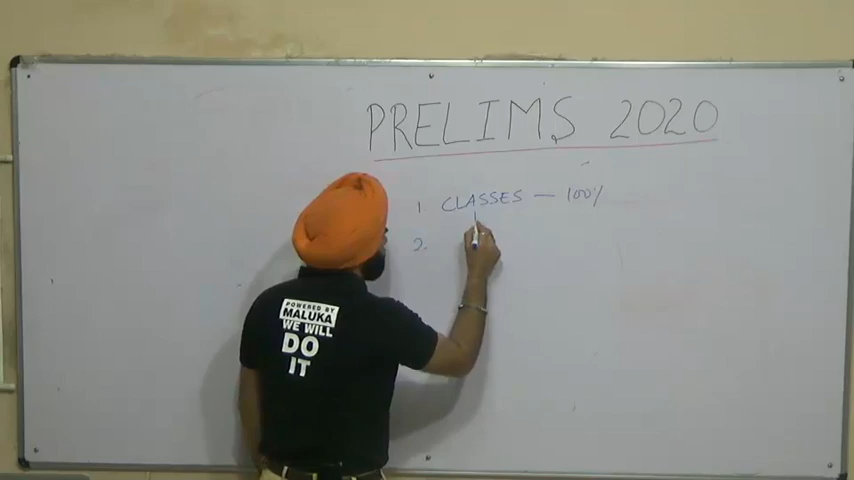 PRELIMS 2020
1. CLASSES — 100%
2.
POWERED BY
MALUKA
WE WILL
DO
IT